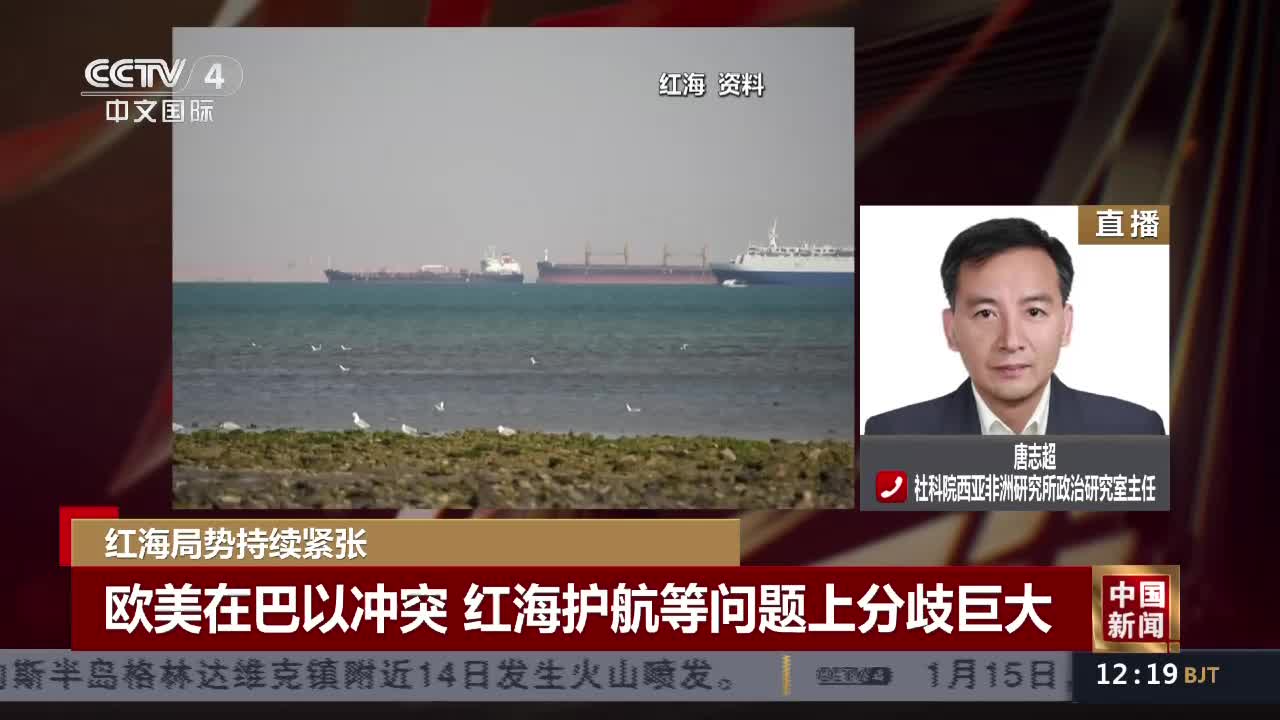 CCTV 4
中文国际
红海 资料
直播
唐志超
社科院西亚非洲研究所政治研究室主任
红海局势持续紧张
欧美在巴以冲突 红海护航等问题上分歧巨大
中国
新闻
斯半岛格林达维克镇附近14日发生火山喷发。 CCTV 4 1月15日
12:19 BJT